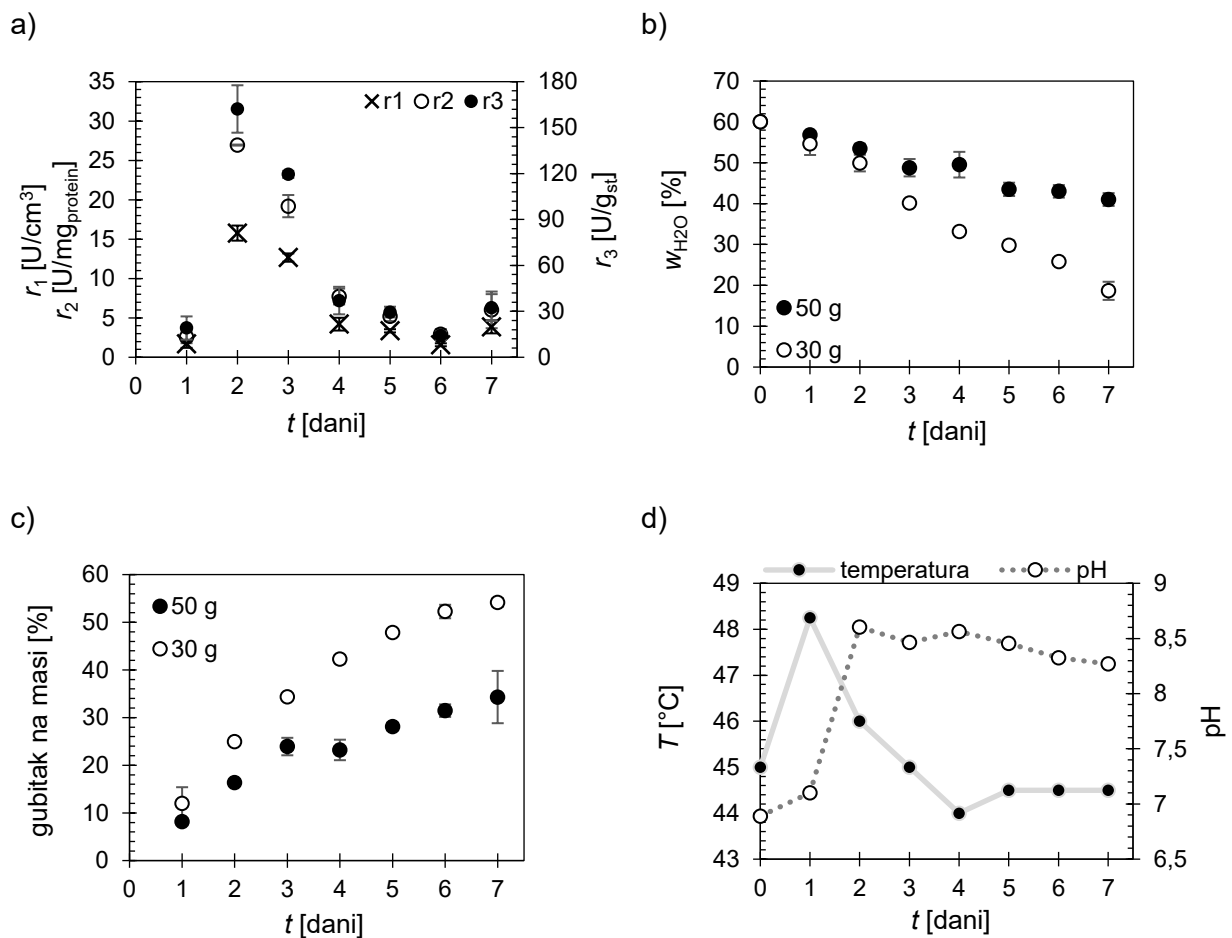 a)
35
30
25
20
15
10
5
0
180
150
120
90
60
30
0
r1 r2 r3
r₁ [U/cm³]
r₂ [U/mgprotein]
r₃ [U/gst]
0 1 2 3 4 5 6 7
t [dani]
b)
70
60
50
40
30
20
10
0
wH2O [%]
50 g
30 g
0 1 2 3 4 5 6 7
t [dani]
c)
60
50
40
30
20
10
0
gubitak na masi [%]
50 g
30 g
0 1 2 3 4 5 6 7
t [dani]
d)
temperatura pH
49
48
47
46
45
44
43
T [°C]
9
8,5
8
7,5
7
6,5
pH
0 1 2 3 4 5 6 7
t [dani]